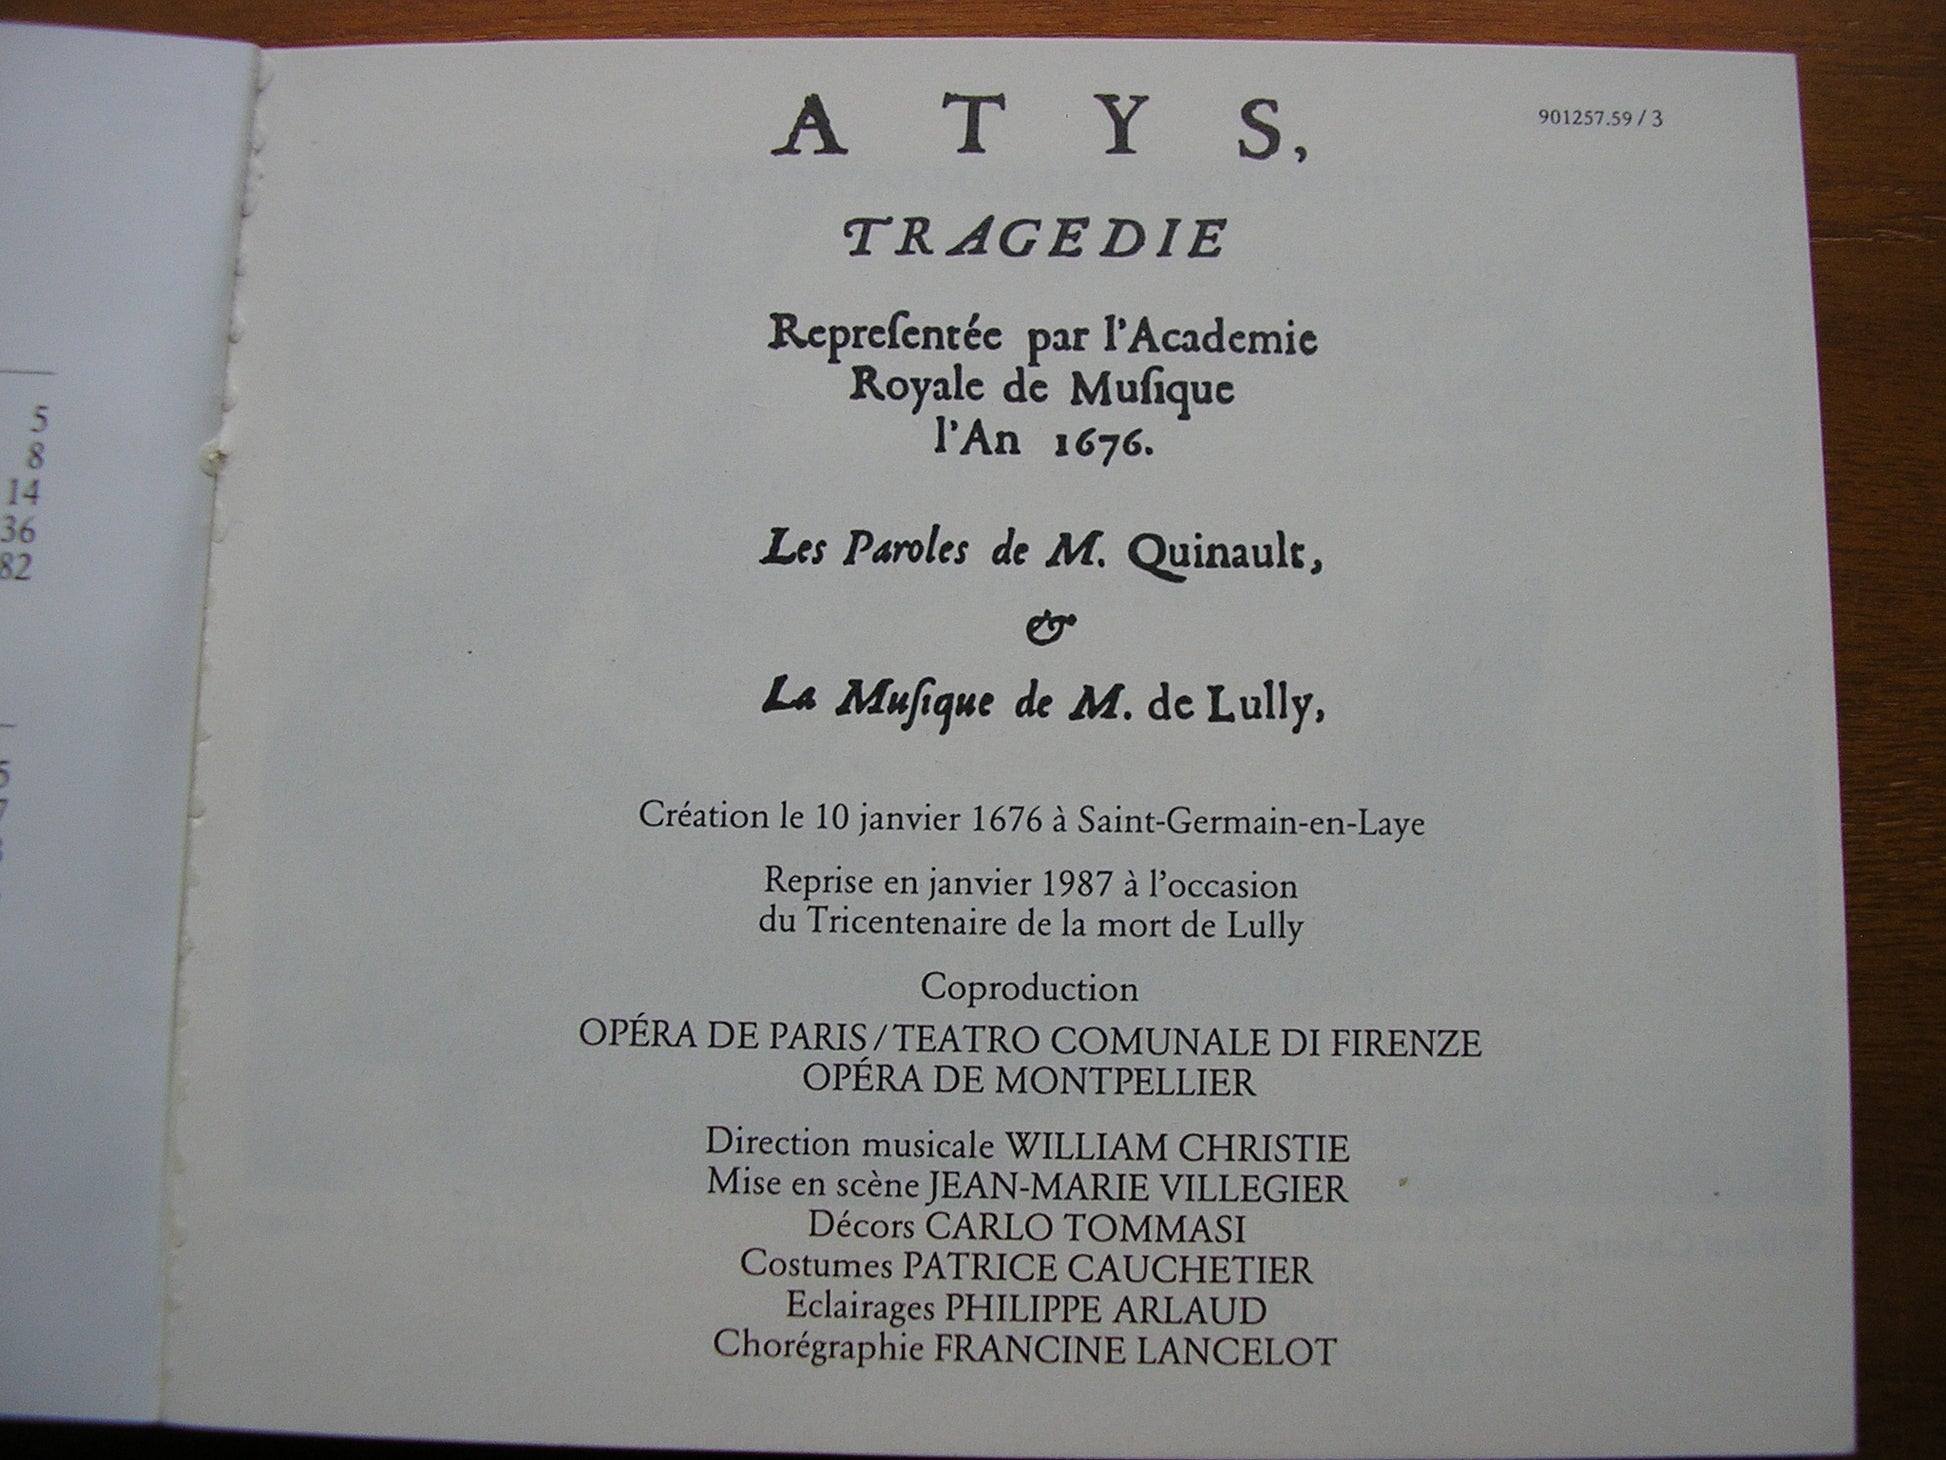 5
8
14
36
82
5
7
A T Y S,
901257.59 / 3
TRAGEDIE
Repreſentée par l'Academie
Royale de Muſique
l'An 1676.
Les Paroles de M. Quinault,
&
La Muſique de M. de Lully,
Création le 10 janvier 1676 à Saint-Germain-en-Laye
Reprise en janvier 1987 à l'occasion
du Tricentenaire de la mort de Lully
Coproduction
OPÉRA DE PARIS / TEATRO COMUNALE DI FIRENZE
OPÉRA DE MONTPELLIER
Direction musicale WILLIAM CHRISTIE
Mise en scène JEAN-MARIE VILLEGIER
Décors CARLO TOMMASI
Costumes PATRICE CAUCHETIER
Eclairages PHILIPPE ARLAUD
Chorégraphie FRANCINE LANCELOT